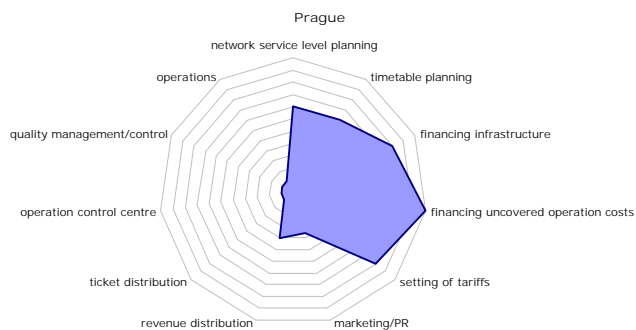 Prague
network service level planning
operations
timetable planning
quality management/control
financing infrastructure
operation control centre
financing uncovered operation costs
ticket distribution
setting of tariffs
revenue distribution
marketing/PR